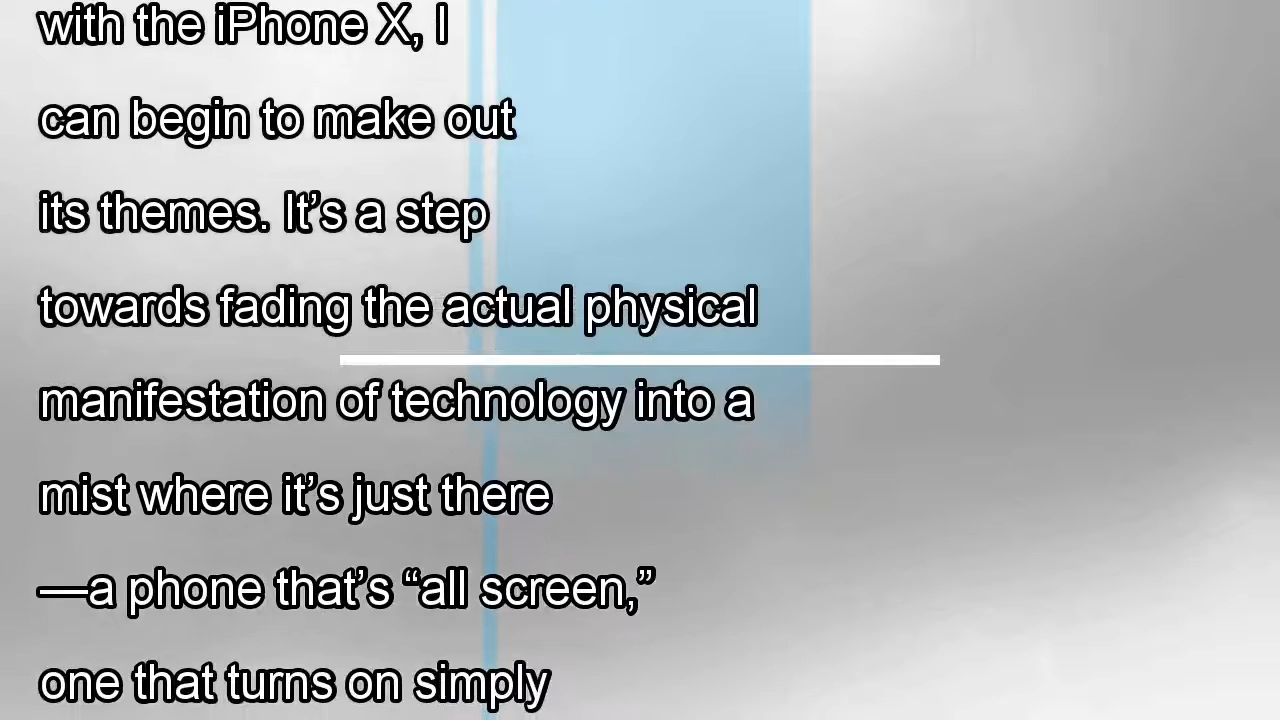 with the iPhone X, I
can begin to make out
its themes. It’s a step
towards fading the actual physical
manifestation of technology into a
mist where it’s just there
—a phone that’s “all screen,”
one that turns on simply